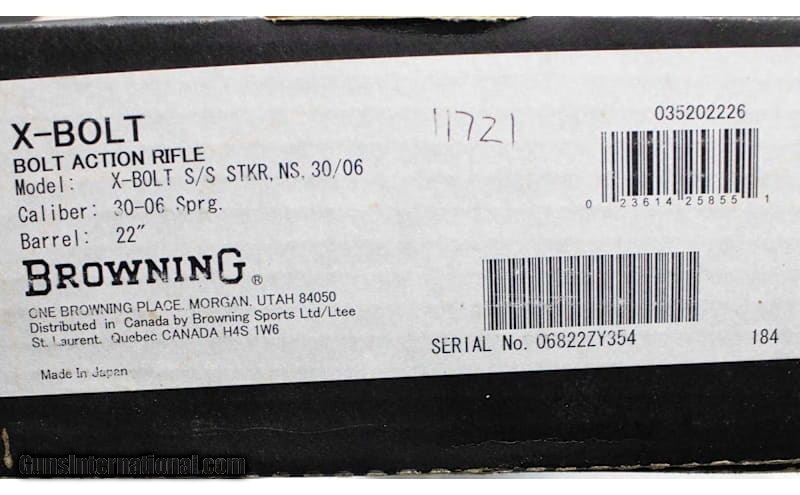 X-BOLT
BOLT ACTION RIFLE
Model: X-BOLT S/S STKR, NS, 30/06
Caliber: 30-06 Sprg.
Barrel: 22"
BROWNING®
ONE BROWNING PLACE, MORGAN, UTAH 84050
Distributed in Canada by Browning Sports Ltd/Ltee
St. Laurent, Quebec CANADA H4S 1W6
Made In Japan
11721
035202226
0 23614 25855 1
SERIAL No. 06822ZY354
184
GunsInternational.com